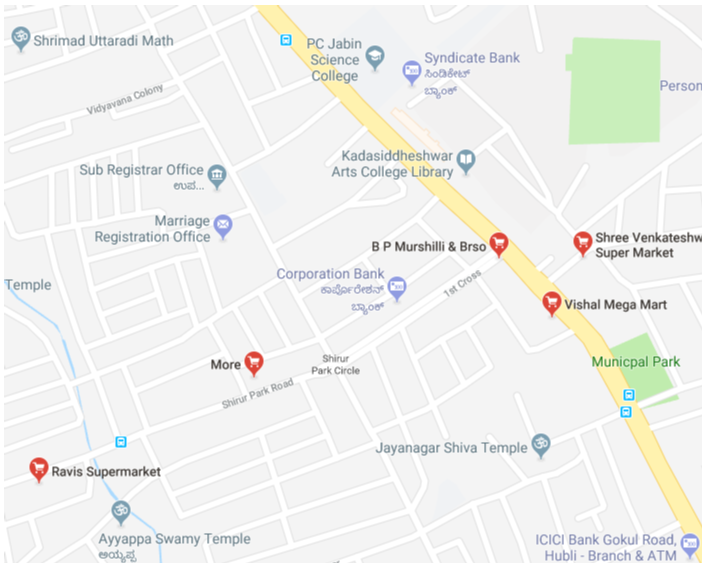 Shrimad Uttaradi Math
PC Jabin
Science
College
Syndicate Bank
ಸಿಂಡಿಕೇಟ್
ಬ್ಯಾಂಕ್
Person
Vidyavana Colony
Kadasiddheshwar
Arts College Library
Sub Registrar Office
ಉಪ...
Marriage
Registration Office
B P Murshilli & Brso
Shree Venkateshw
Super Market
Temple
Corporation Bank
ಕಾರ್ಪೊರೇಶನ್
ಬ್ಯಾಂಕ್
1st Cross
Vishal Mega Mart
More
Shirur
Park Circle
Municpal Park
Shirur Park Road
Jayanagar Shiva Temple
Ravis Supermarket
Ayyappa Swamy Temple
ಅಯ್ಯಪ್ಪ
ICICI Bank Gokul Road,
Hubli - Branch & ATM